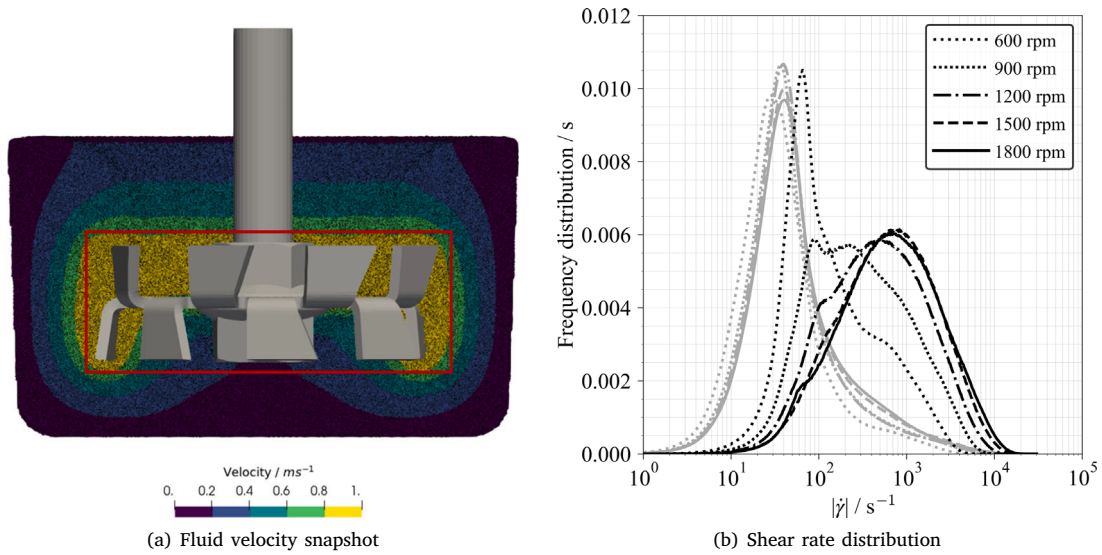 Velocity / ms⁻¹
0. 0.2 0.4 0.6 0.8 1.
(a) Fluid velocity snapshot
0.012
0.010
0.008
0.006
0.004
0.002
0.000
Frequency distribution / s
600 rpm
900 rpm
1200 rpm
1500 rpm
1800 rpm
10⁰ 10¹ 10² 10³ 10⁴ 10⁵
|γ̇| / s⁻¹
(b) Shear rate distribution